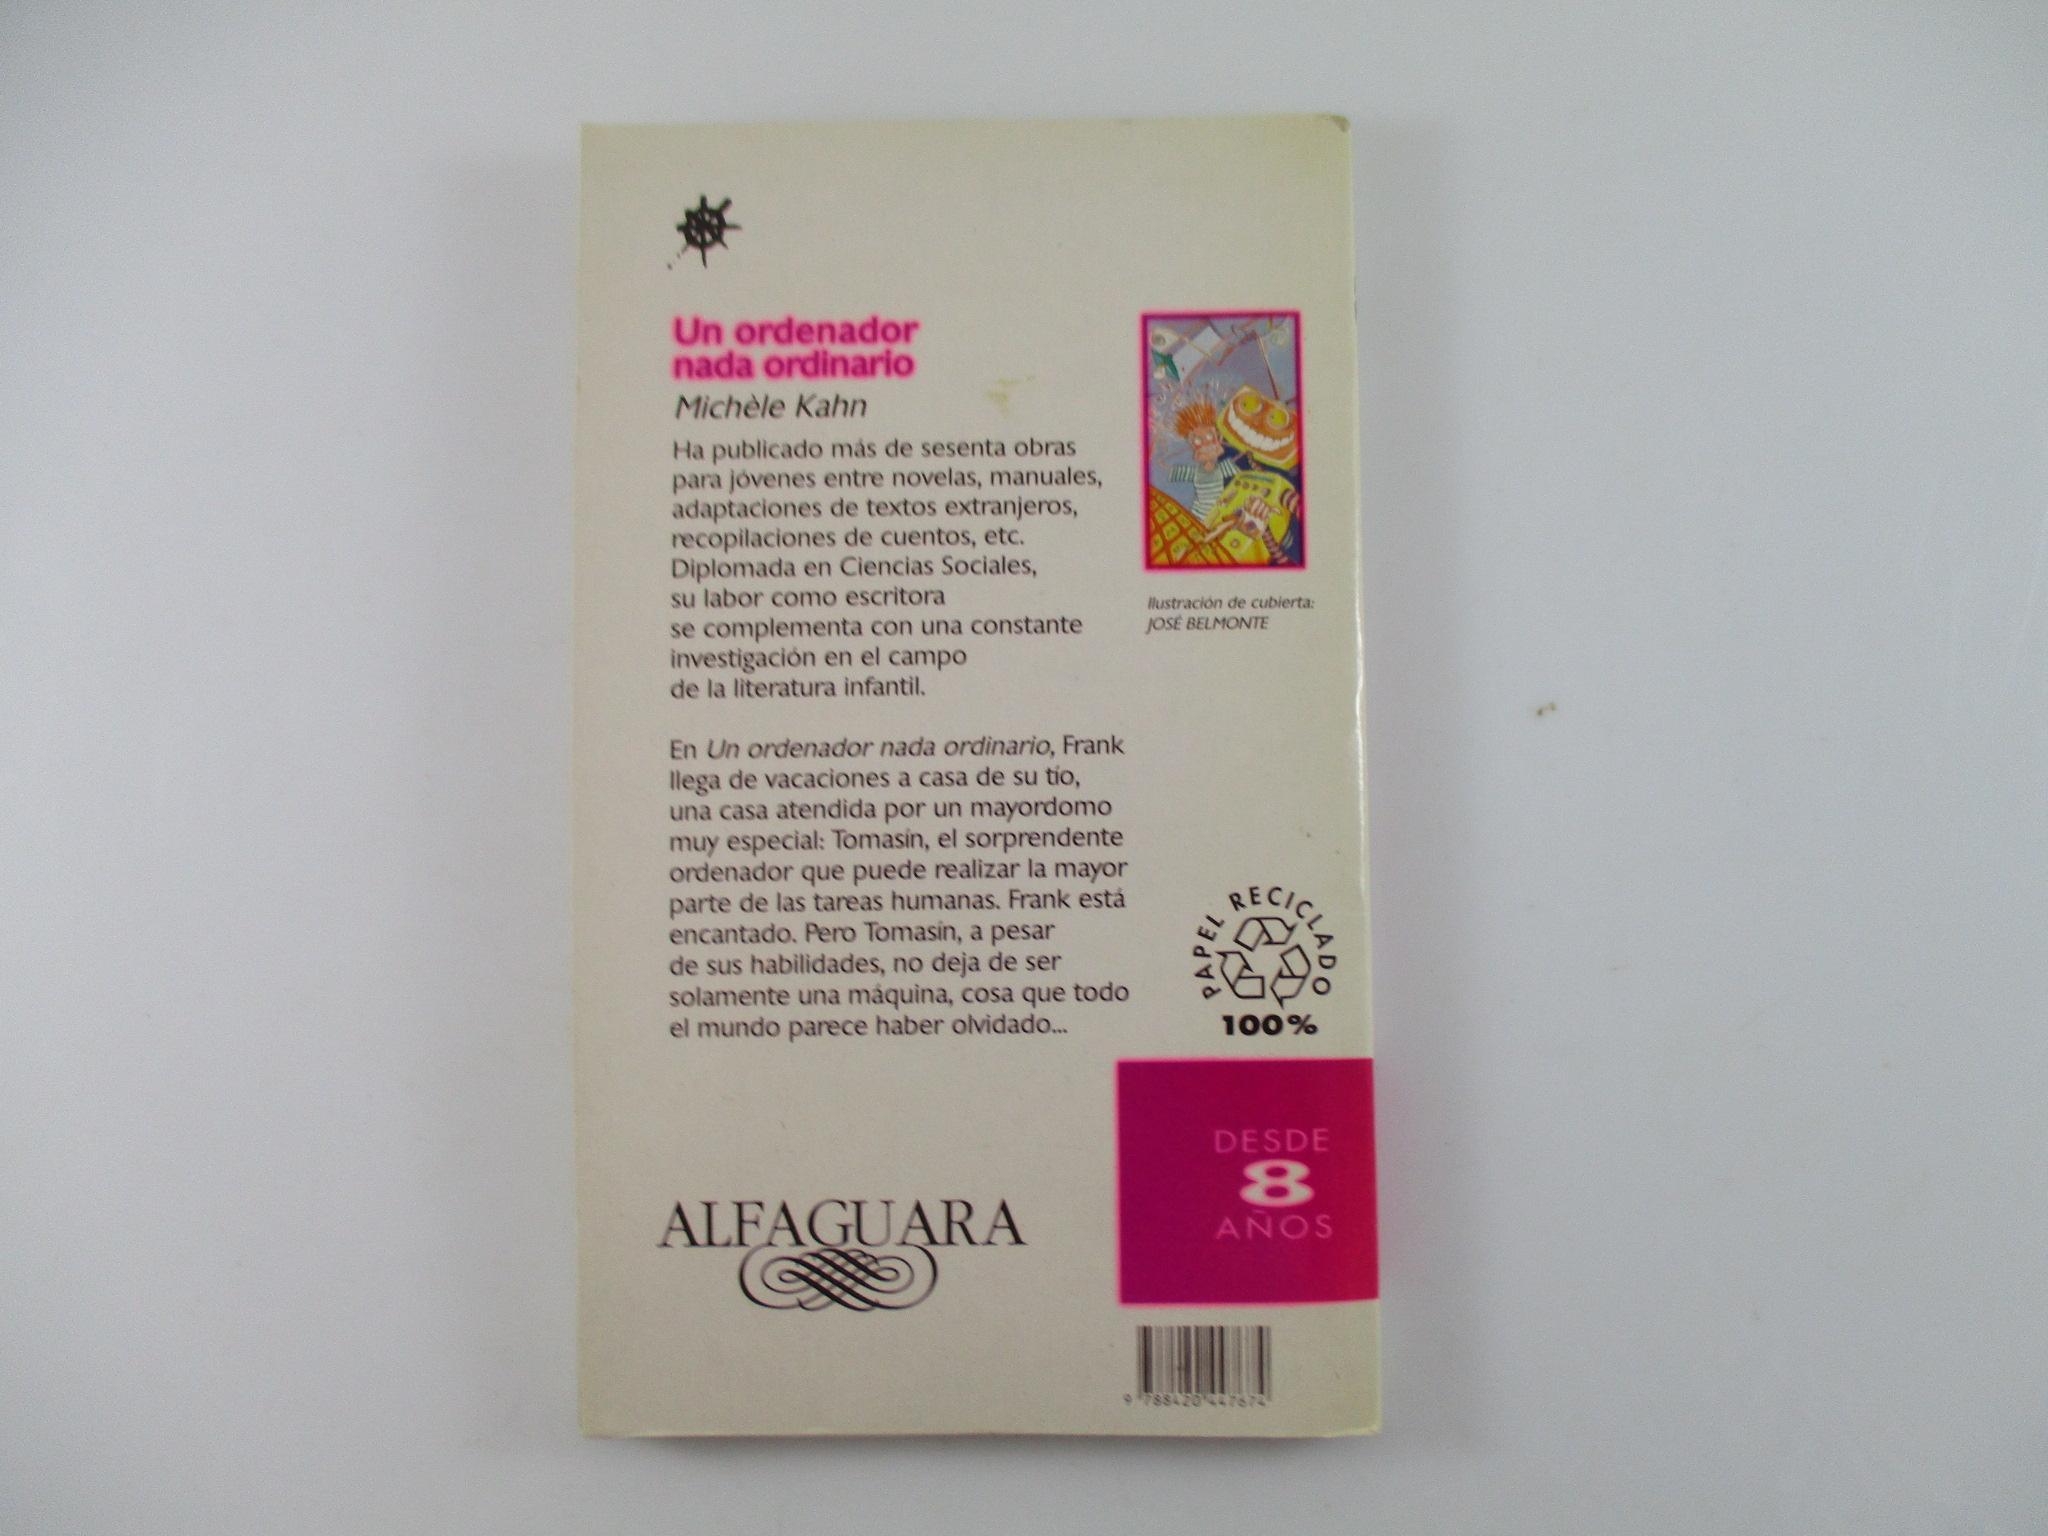 Un ordenador
nada ordinario
Michèle Kahn
Ha publicado más de sesenta obras
para jóvenes entre novelas, manuales,
adaptaciones de textos extranjeros,
recopilaciones de cuentos, etc.
Diplomada en Ciencias Sociales,
su labor como escritora
se complementa con una constante
investigación en el campo
de la literatura infantil.
En Un ordenador nada ordinario, Frank
llega de vacaciones a casa de su tío,
una casa atendida por un mayordomo
muy especial: Tomasín, el sorprendente
ordenador que puede realizar la mayor
parte de las tareas humanas. Frank está
encantado. Pero Tomasín, a pesar
de sus habilidades, no deja de ser
solamente una máquina, cosa que todo
el mundo parece haber olvidado...
Ilustración de cubierta:
JOSÉ BELMONTE
PAPEL RECICLADO
100%
DESDE
8
AÑOS
ALFAGUARA
9 788420 447674